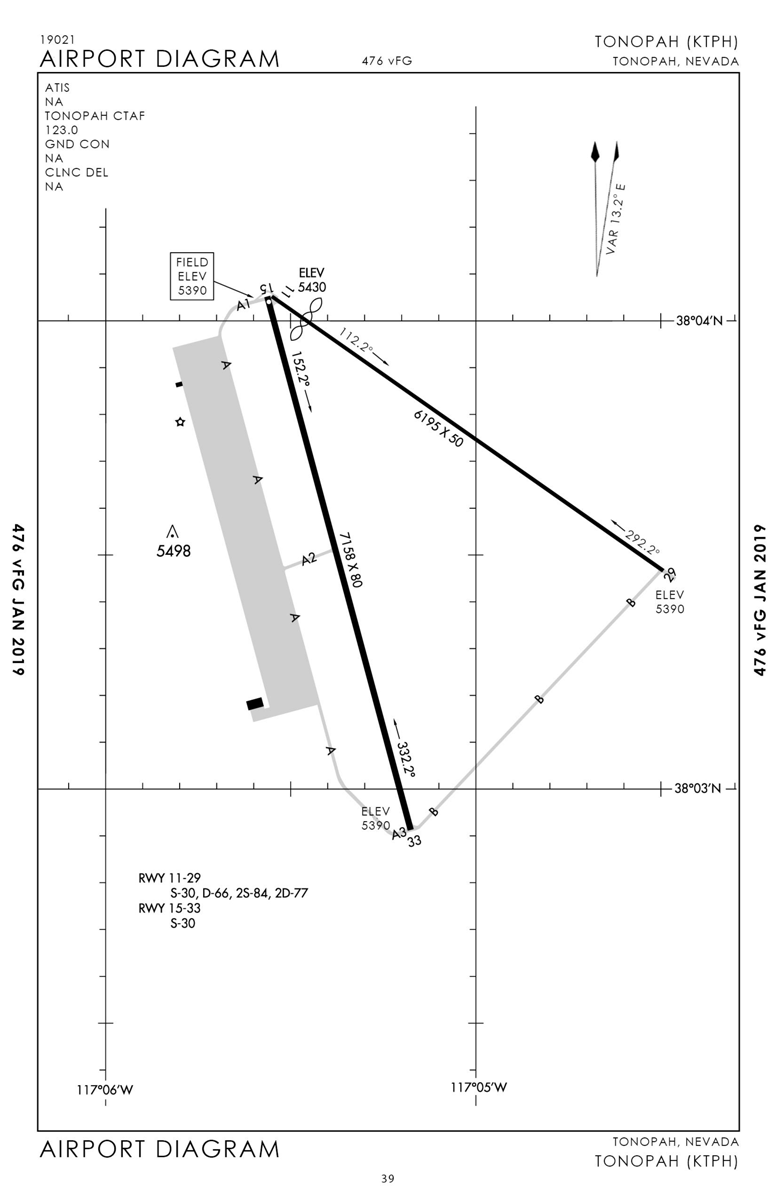 19021
AIRPORT DIAGRAM
476 vFG
TONOPAH (KTPH)
TONOPAH, NEVADA
ATIS
NA
TONOPAH CTAF
123.0
GND CON
NA
CLNC DEL
NA
VAR 13.2° E
FIELD
ELEV
5390
A1
15
11
ELEV
5430
38°04'N
A
152.2°
112.2°
6195 X 50
A
5498
A2
7158 X 80
292.2°
29
ELEV
5390
B
A
B
A
332.2°
38°03'N
ELEV
5390
A3
33
B
476 vFG JAN 2019
476 vFG JAN 2019
RWY 11-29
S-30, D-66, 2S-84, 2D-77
RWY 15-33
S-30
117°06'W
117°05'W
AIRPORT DIAGRAM
TONOPAH, NEVADA
TONOPAH (KTPH)
39